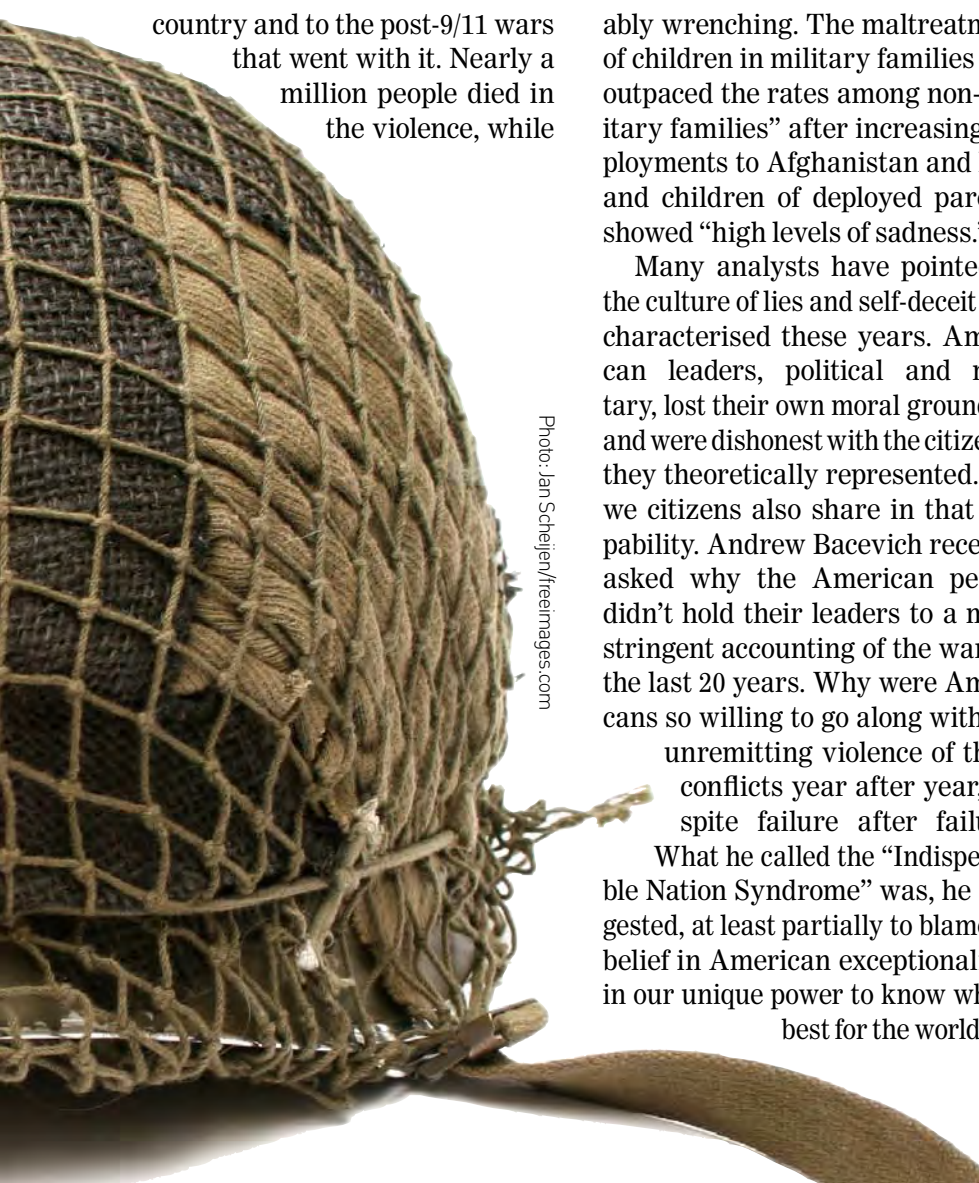 country and to the post-9/11 wars
that went with it. Nearly a
million people died in
the violence, while
Photo: Jan Scheijen/freeimages.com
ably wrenching. The maltreatm
of children in military families
outpaced the rates among non-
itary families” after increasing
ployments to Afghanistan and
and children of deployed pare
showed “high levels of sadness.”
Many analysts have pointe
the culture of lies and self-deceit
characterised these years. Am
can leaders, political and
tary, lost their own moral groun
and were dishonest with the citize
they theoretically represented.
we citizens also share in that
pability. Andrew Bacevich rece
asked why the American pe
didn’t hold their leaders to a
stringent accounting of the war
the last 20 years. Why were Am
cans so willing to go along with
unremitting violence of th
conflicts year after year,
spite failure after failu
What he called the “Indispe
ble Nation Syndrome” was, he
gested, at least partially to blame
belief in American exceptional
in our unique power to know wh
best for the world